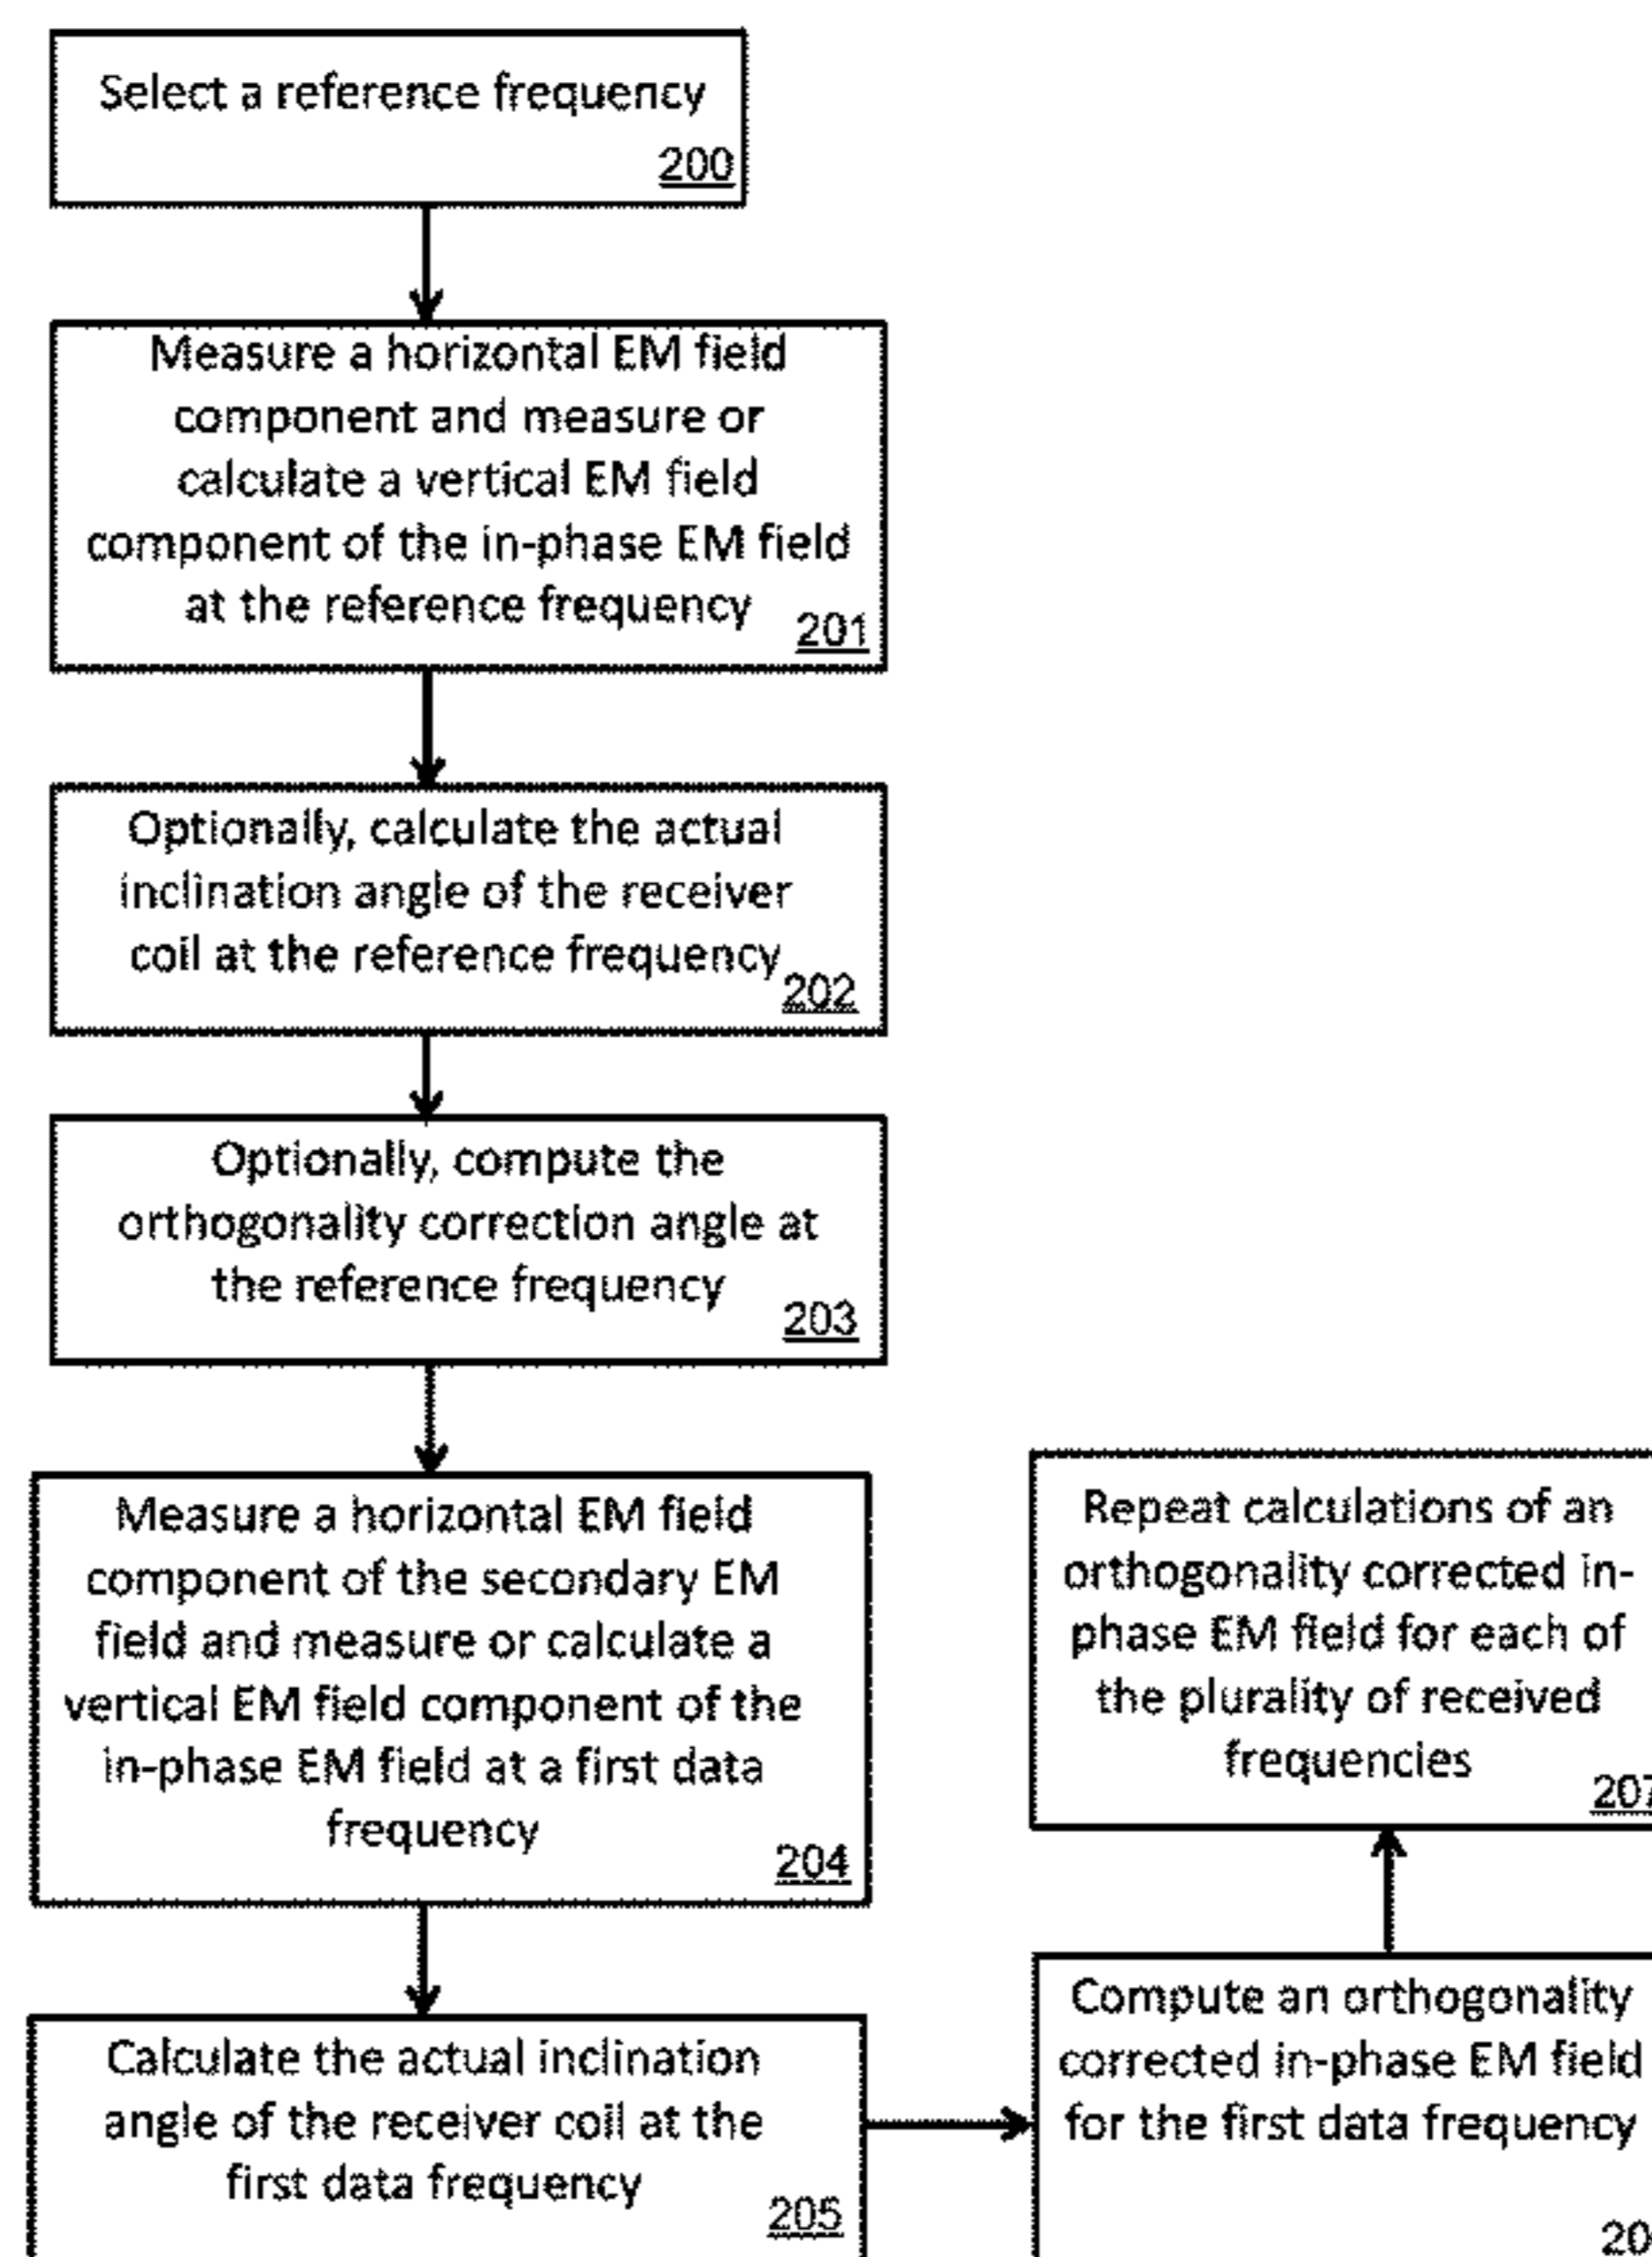 Select a reference frequency
200
Measure a horizontal EM field
component and measure or
calculate a vertical EM field
component of the in-phase EM field
at the reference frequency
201
Optionally, calculate the actual
inclination angle of the receiver
coil at the reference frequency
202
Optionally, compute the
orthogonality correction angle at
the reference frequency
203
Measure a horizontal EM field
component of the secondary EM
field and measure or calculate a
vertical EM field component of the
in-phase EM field at a first data
frequency
204
Calculate the actual inclination
angle of the receiver coil at the
first data frequency
205
Compute an orthogonality
corrected in-phase EM field
for the first data frequency
Repeat calculations of an
orthogonality corrected in-
phase EM field for each of
the plurality of received
frequencies
207